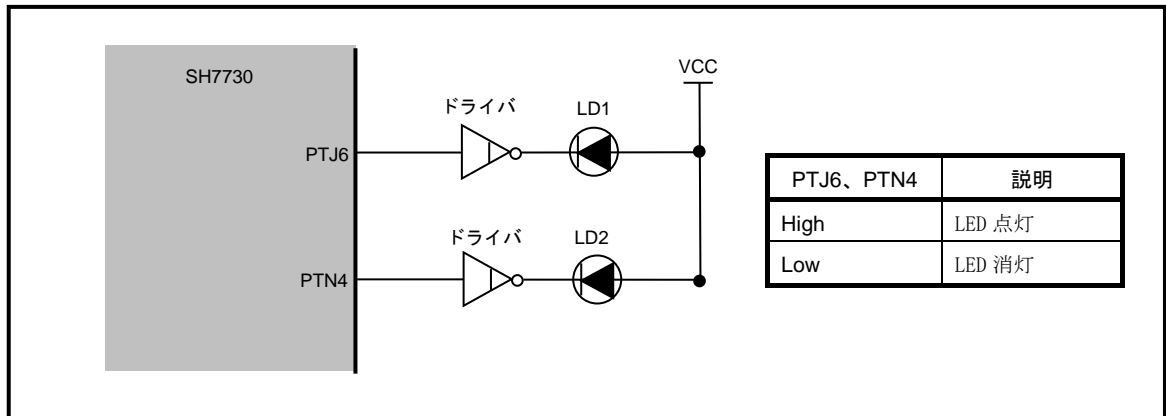 SH7730
VCC
ドライバ
LD1
PTJ6
ドライバ
LD2
PTN4
PTJ6、PTN4 説明
High LED 点灯
Low LED 消灯